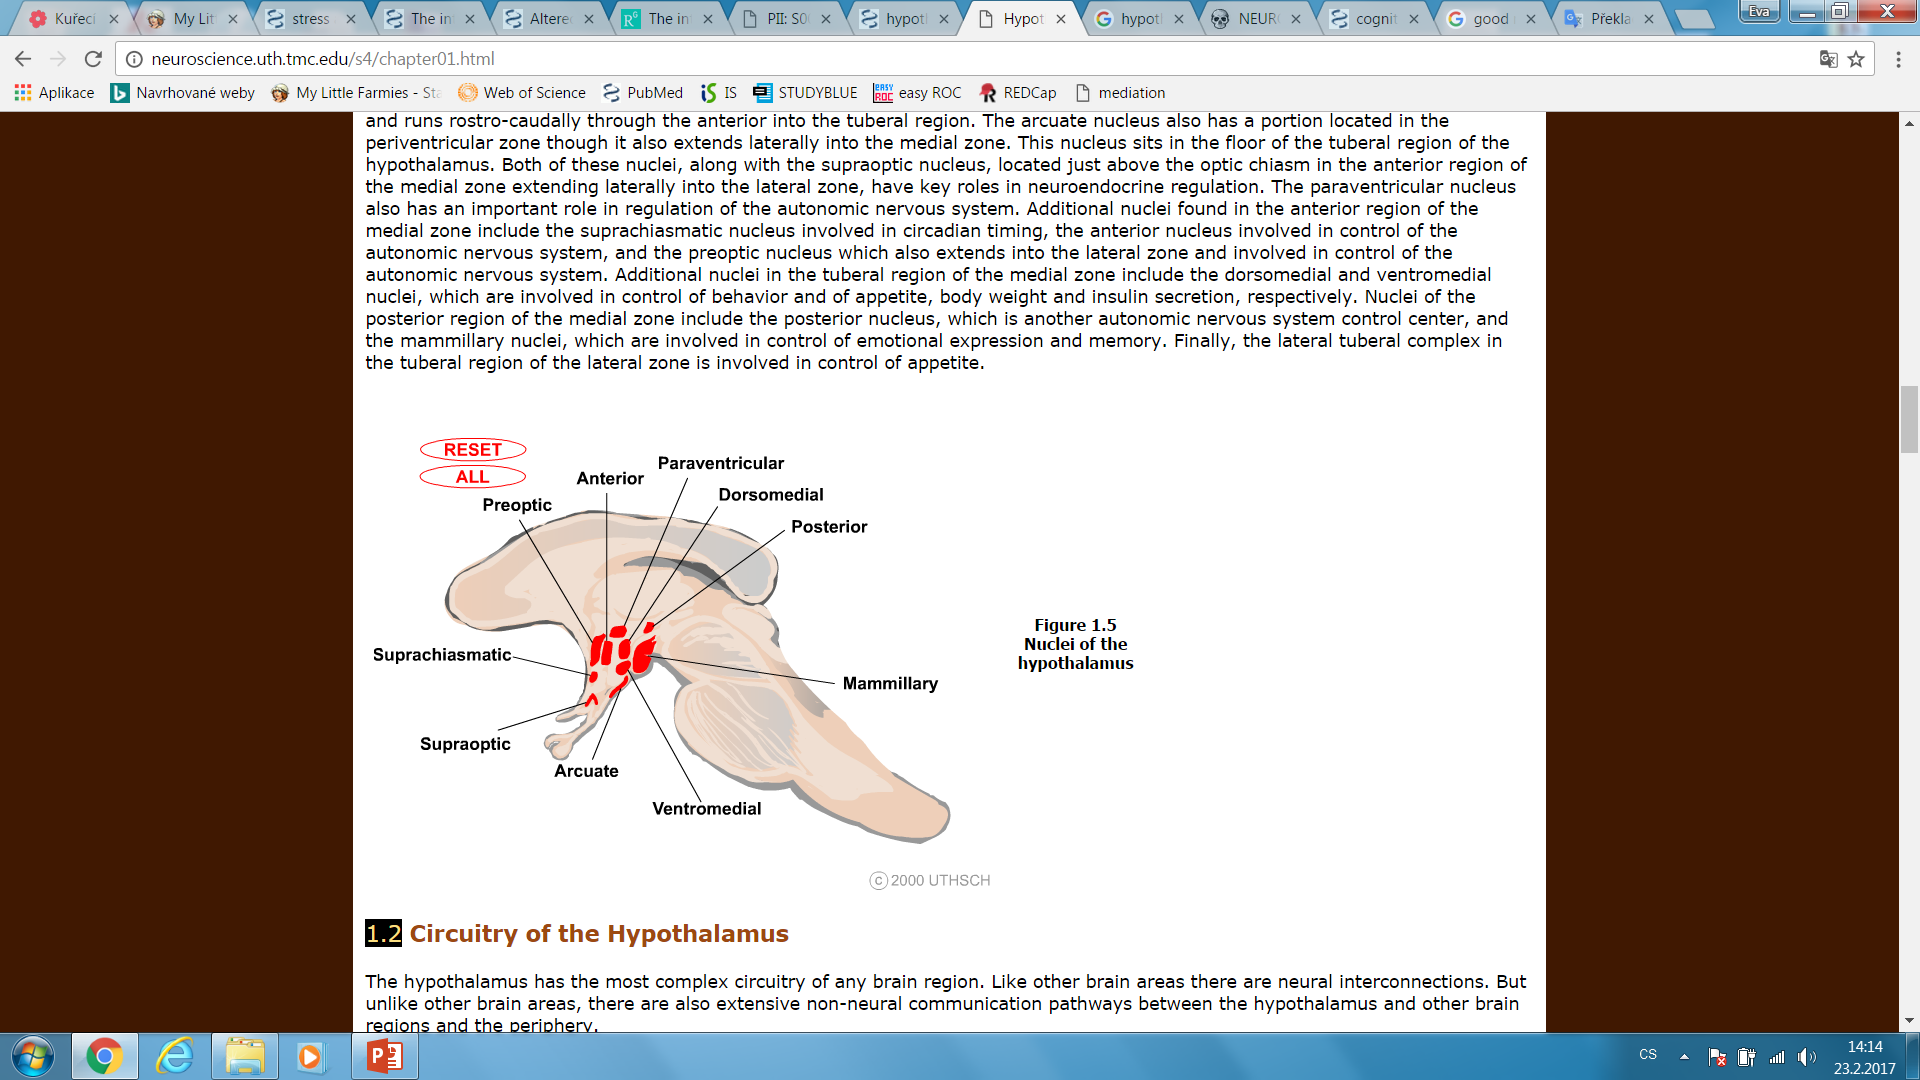 Kuřecí
My Lit
stress
The in
Altere
The in
PII: S0
hypot
Hypot
hypot
NEUR
cognit
good
Překla
Eva
neuroscience.uth.tmc.edu/s4/chapter01.html
Aplikace
Navrhované weby
My Little Farmies - Sta
Web of Science
PubMed
IS
STUDYBLUE
easy ROC
REDCap
mediation
and runs rostro-caudally through the anterior into the tuberal region. The arcuate nucleus also has a portion located in the
periventricular zone though it also extends laterally into the medial zone. This nucleus sits in the floor of the tuberal region of the
hypothalamus. Both of these nuclei, along with the supraoptic nucleus, located just above the optic chiasm in the anterior region of
the medial zone extending laterally into the lateral zone, have key roles in neuroendocrine regulation. The paraventricular nucleus
also has an important role in regulation of the autonomic nervous system. Additional nuclei found in the anterior region of the
medial zone include the suprachiasmatic nucleus involved in circadian timing, the anterior nucleus involved in control of the
autonomic nervous system, and the preoptic nucleus which also extends into the lateral zone and involved in control of the
autonomic nervous system. Additional nuclei in the tuberal region of the medial zone include the dorsomedial and ventromedial
nuclei, which are involved in control of behavior and of appetite, body weight and insulin secretion, respectively. Nuclei of the
posterior region of the medial zone include the posterior nucleus, which is another autonomic nervous system control center, and
the mammillary nuclei, which are involved in control of emotional expression and memory. Finally, the lateral tuberal complex in
the tuberal region of the lateral zone is involved in control of appetite.
RESET
ALL
Paraventricular
Anterior
Dorsomedial
Preoptic
Posterior
Suprachiasmatic
Mammillary
Supraoptic
Arcuate
Ventromedial
Figure 1.5
Nuclei of the
hypothalamus
© 2000 UTHSCH
1.2 Circuitry of the Hypothalamus
The hypothalamus has the most complex circuitry of any brain region. Like other brain areas there are neural interconnections. But
unlike other brain areas, there are also extensive non-neural communication pathways between the hypothalamus and other brain
regions and the periphery.
CS
14:14
23.2.2017